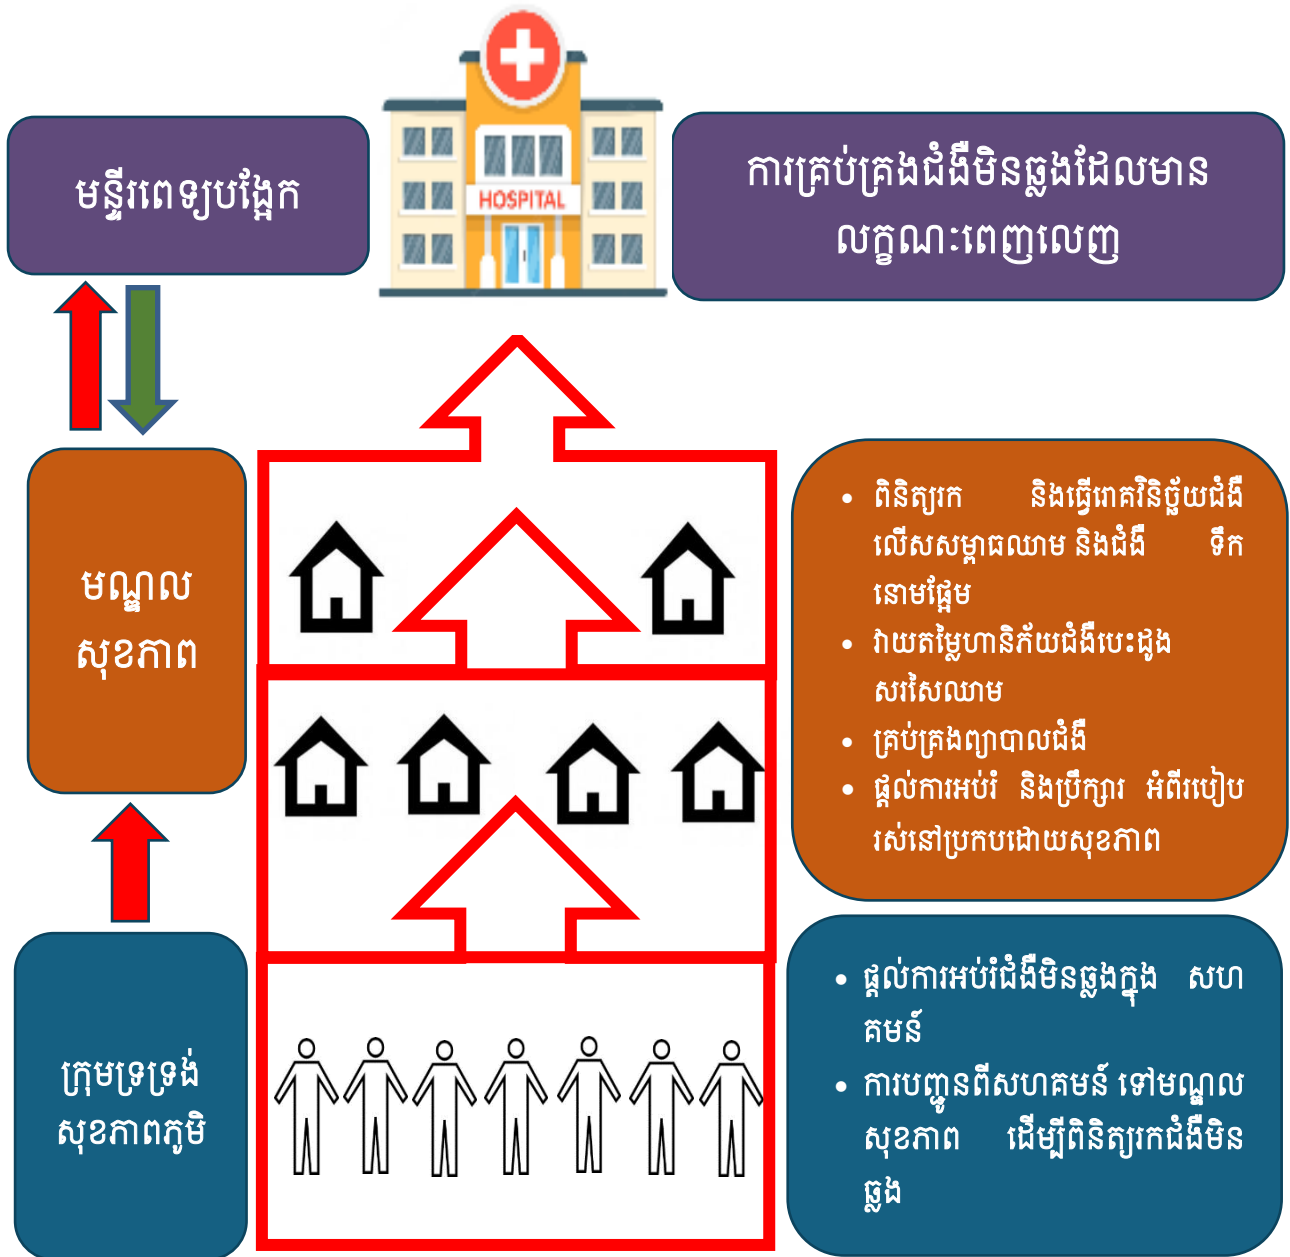 មន្ទីរពេទ្យបង្អែក
HOSPITAL
ការគ្រប់គ្រងជំងឺមិនឆ្លងដែលមាន
លក្ខណៈពេញលេញ
មណ្ឌល
សុខភាព
• ពិនិត្យរក និងធ្វើរោគវិនិច្ឆ័យជំងឺ
លើសសម្ពាធឈាម និងជំងឺ ទឹក
នោមផ្អែម
• វាយតម្លៃហានិភ័យជំងឺបេះដូង
សរសៃឈាម
• គ្រប់គ្រងព្យាបាលជំងឺ
• ផ្តល់ការអប់រំ និងប្រឹក្សារ អំពីរបៀប
រស់នៅប្រកបដោយសុខភាព
ក្រុមទ្រទ្រង់
សុខភាពភូមិ
• ផ្តល់ការអប់រំជំងឺមិនឆ្លងក្នុង សហ
គមន៍
• ការបញ្ជូនពីសហគមន៍ ទៅមណ្ឌល
សុខភាព ដើម្បីពិនិត្យរកជំងឺមិន
ឆ្លង